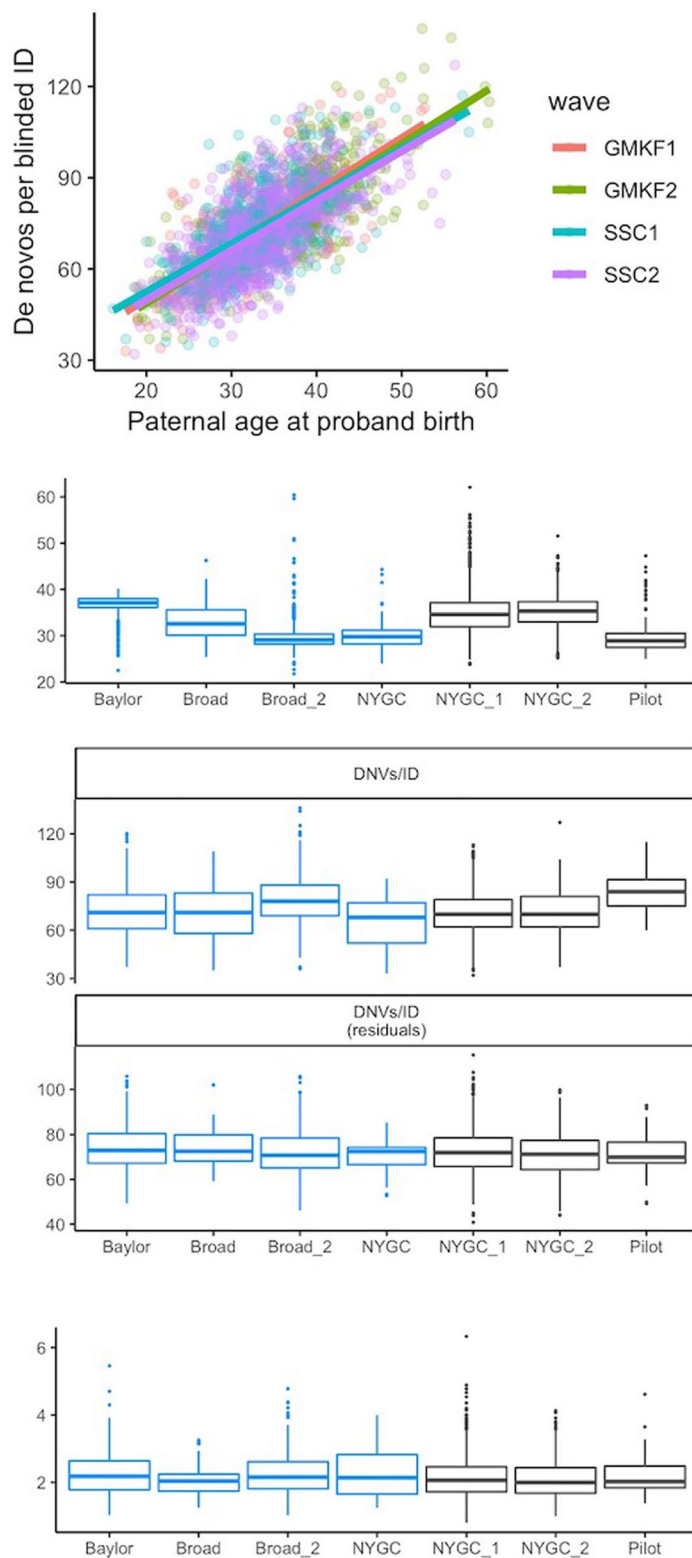 De novos per blinded ID
120
90
60
30
20 30 40 50 60
Paternal age at proband birth
wave
GMKF1
GMKF2
SSC1
SSC2
60
50
40
30
20
Baylor Broad Broad_2 NYGC NYGC_1 NYGC_2 Pilot
DNVs/ID
120
90
60
30
DNVs/ID
(residuals)
100
80
60
40
Baylor Broad Broad_2 NYGC NYGC_1 NYGC_2 Pilot
6
4
2
Baylor Broad Broad_2 NYGC NYGC_1 NYGC_2 Pilot